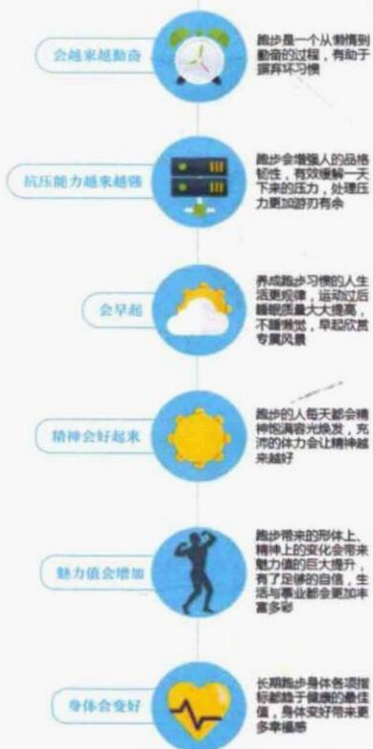 会越来越勤奋
跑步是一个从懒惰到
勤奋的过程，有助于
摒弃坏习惯
抗压能力越来越强
跑步会增强人的品格
韧性，有效缓解一天
下来的压力，处理压
力更加游刃有余
会早起
养成跑步习惯的人生
活更规律，运动过后
睡眠质量大大提高，
不睡懒觉，早起欣赏
专属风景
精神会好起来
跑步的人每天都会精
神饱满容光焕发，充
沛的体力会让精神越
来越好
魅力值会增加
跑步带来的形体上、
精神上的变化会带来
魅力值的巨大提升，
有了足够的自信，生
活与事业都会更加丰
富多彩
身体会变好
长期跑步身体各项指
标都趋于健康的最佳
值，身体变好带来更
多幸福感